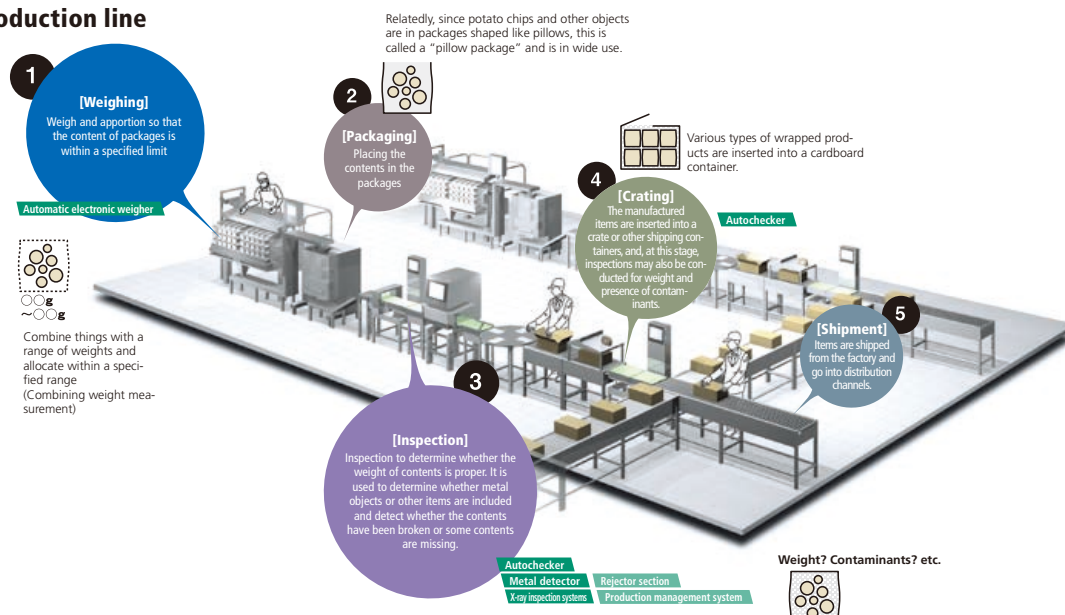 oduction line
Relatedly, since potato chips and other objects
are in packages shaped like pillows, this is
called a “pillow package” and is in wide use.
1
[Weighing]
Weigh and apportion so that
the content of packages is
within a specified limit
Automatic electronic weigher
○○g
~○○g
Combine things with a
range of weights and
allocate within a speci-
fied range
(Combining weight mea-
surement)
2
[Packaging]
Placing the
contents in the
packages
3
[Inspection]
Inspection to determine whether the
weight of contents is proper. It is
used to determine whether metal
objects or other items are included
and detect whether the contents
have been broken or some contents
are missing.
Autochecker
Metal detector
Rejector section
X-ray inspection systems
Production management system
Weight? Contaminants? etc.
Various types of wrapped prod-
ucts are inserted into a cardboard
container.
4
[Crating]
The manufactured
items are inserted into a
crate or other shipping con-
tainers, and, at this stage,
inspections may also be con-
ducted for weight and
presence of contam-
inants.
Autochecker
5
[Shipment]
Items are shipped
from the factory and
go into distribution
channels.